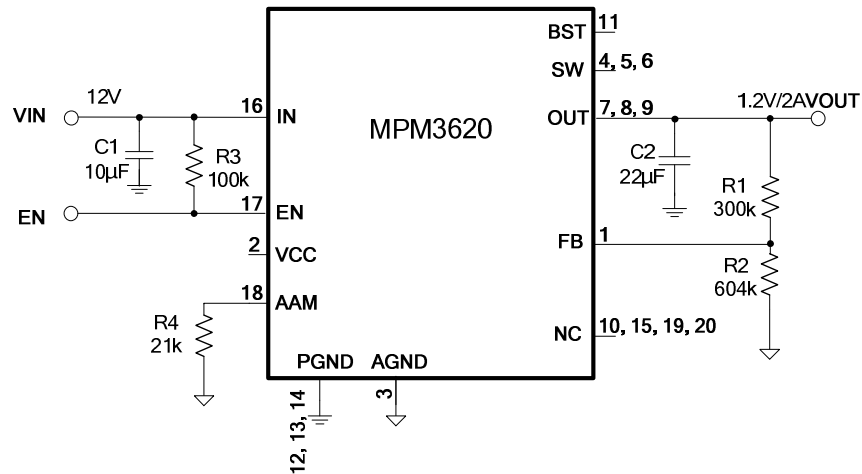 11
BST
4, 5, 6
SW
12V
VIN
16
IN
MPM3620
7, 8, 9
OUT
1.2V/2A VOUT
C1
10μF
R3
100k
C2
22μF
R1
300k
EN
17
EN
2
VCC
1
FB
R2
604k
18
AAM
R4
21k
10, 15, 19, 20
NC
PGND
AGND
12, 13, 14
3